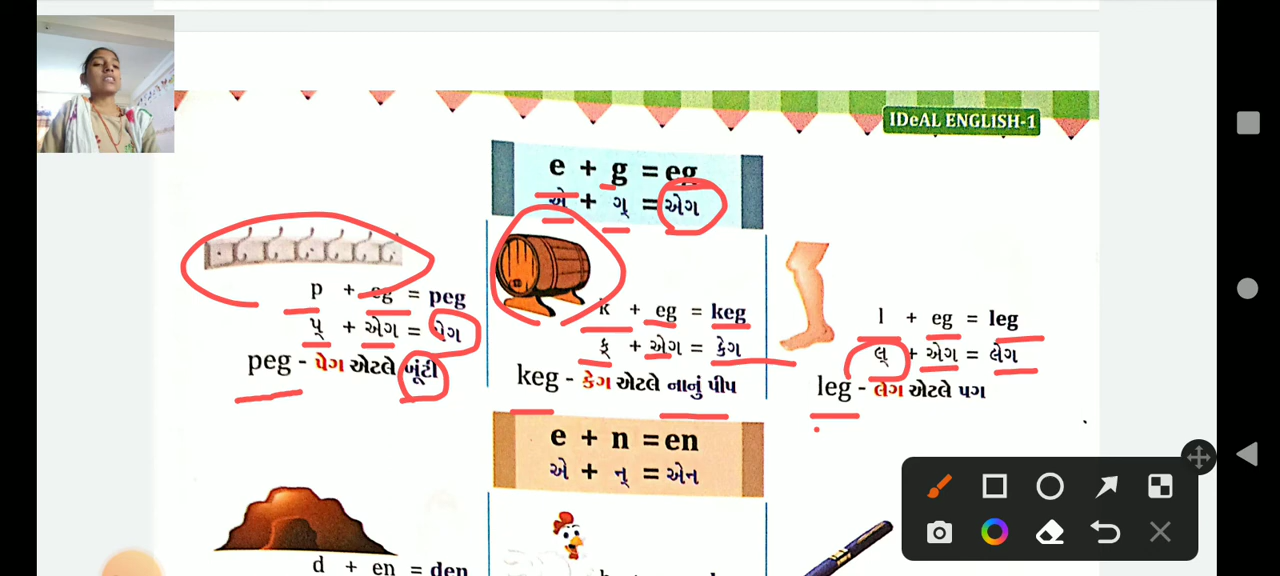 IDeAL ENGLISH-1
e + g = eg
એ + ગ્ = એગ
p + eg = peg
પ્ + એગ = પેગ
peg - પેગ એટલે ખૂંટી
k + eg = keg
ક્ + એગ = કેગ
keg - કેગ એટલે નાનું પીપ
l + eg = leg
લ્ + એગ = લેગ
leg - લેગ એટલે પગ
e + n = en
એ + ન્ = એન
d + en = den